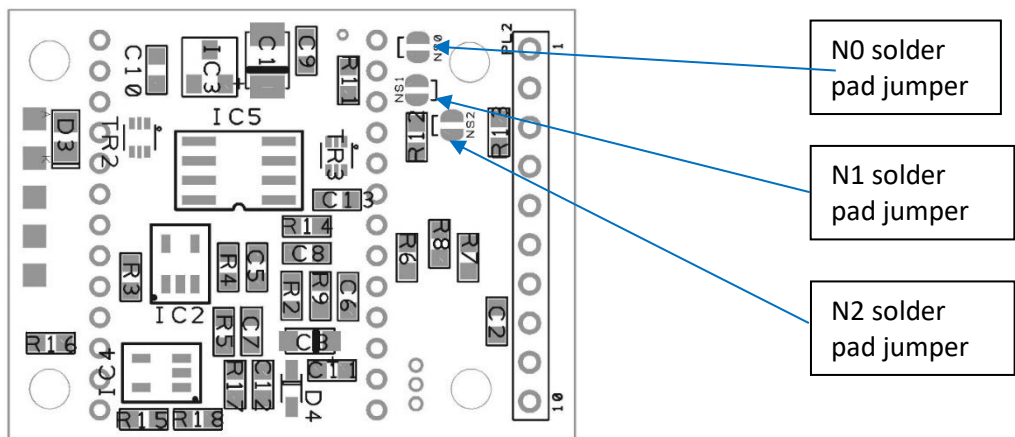 N0 solder
pad jumper
N1 solder
pad jumper
N2 solder
pad jumper
PL2
1
10
NS0
NS1
NS2
C10
IC3
+
C1
C9
R11
IC5
D3
A
K
TR2
TR3
R12
R13
C13
R14
C8
R3
R4
C5
IC2
R2
R9
C6
R6
R8
R7
C2
R5
C7
C3
+
C11
R16
IC4
R17
C12
D4
R15
R18